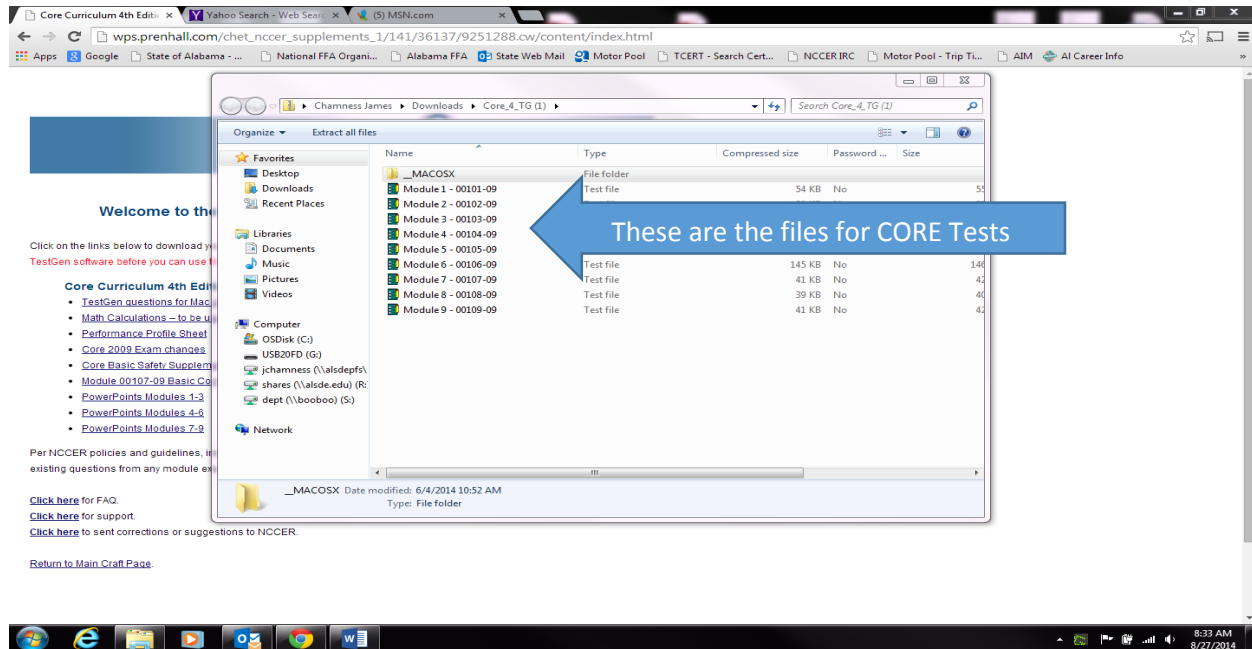 Core Curriculum 4th Editi
Yahoo Search - Web Sear
(5) MSN.com
wps.prenhall.com/chet_nccer_supplements_1/141/36137/9251288.cw/content/index.html
Apps Google State of Alabama - ... National FFA Organi... Alabama FFA State Web Mail Motor Pool TCERT - Search Cert... NCCER IRC Motor Pool - Trip Ti... AIM Al Career Info »
Chamness James ▸ Downloads ▸ Core_4_TG (1) ▸
Search Core_4_TG (1)
Organize Extract all files
Name Type Compressed size Password ... Size
Favorites
Desktop
Downloads
Recent Places
Libraries
Documents
Music
Pictures
Videos
Computer
OSDisk (C:)
USB20FD (G:)
jchamness (\\alsdepfs\
shares (\\alsde.edu) (R:
dept (\\booboo) (S:)
Network
__MACOSX File folder
Module 1 - 00101-09 Test file 54 KB No 55
Module 2 - 00102-09
Module 3 - 00103-09
Module 4 - 00104-09
Module 5 - 00105-09
Module 6 - 00106-09 Test file 145 KB No 146
Module 7 - 00107-09 Test file 41 KB No 42
Module 8 - 00108-09 Test file 39 KB No 40
Module 9 - 00109-09 Test file 41 KB No 42
These are the files for CORE Tests
__MACOSX Date modified: 6/4/2014 10:52 AM
Type: File folder
Welcome to the
Click on the links below to download y
TestGen software before you can use
Core Curriculum 4th Edi
• TestGen questions for Mac
• Math Calculations – to be u
• Performance Profile Sheet
• Core 2009 Exam changes
• Core Basic Safety Supplem
• Module 00107-09 Basic Co
• PowerPoints Modules 1-3
• PowerPoints Modules 4-6
• PowerPoints Modules 7-9
Per NCCER policies and guidelines, i
existing questions from any module ex
Click here for FAQ.
Click here for support.
Click here to sent corrections or suggestions to NCCER.
Return to Main Craft Page.
8:33 AM
8/27/2014